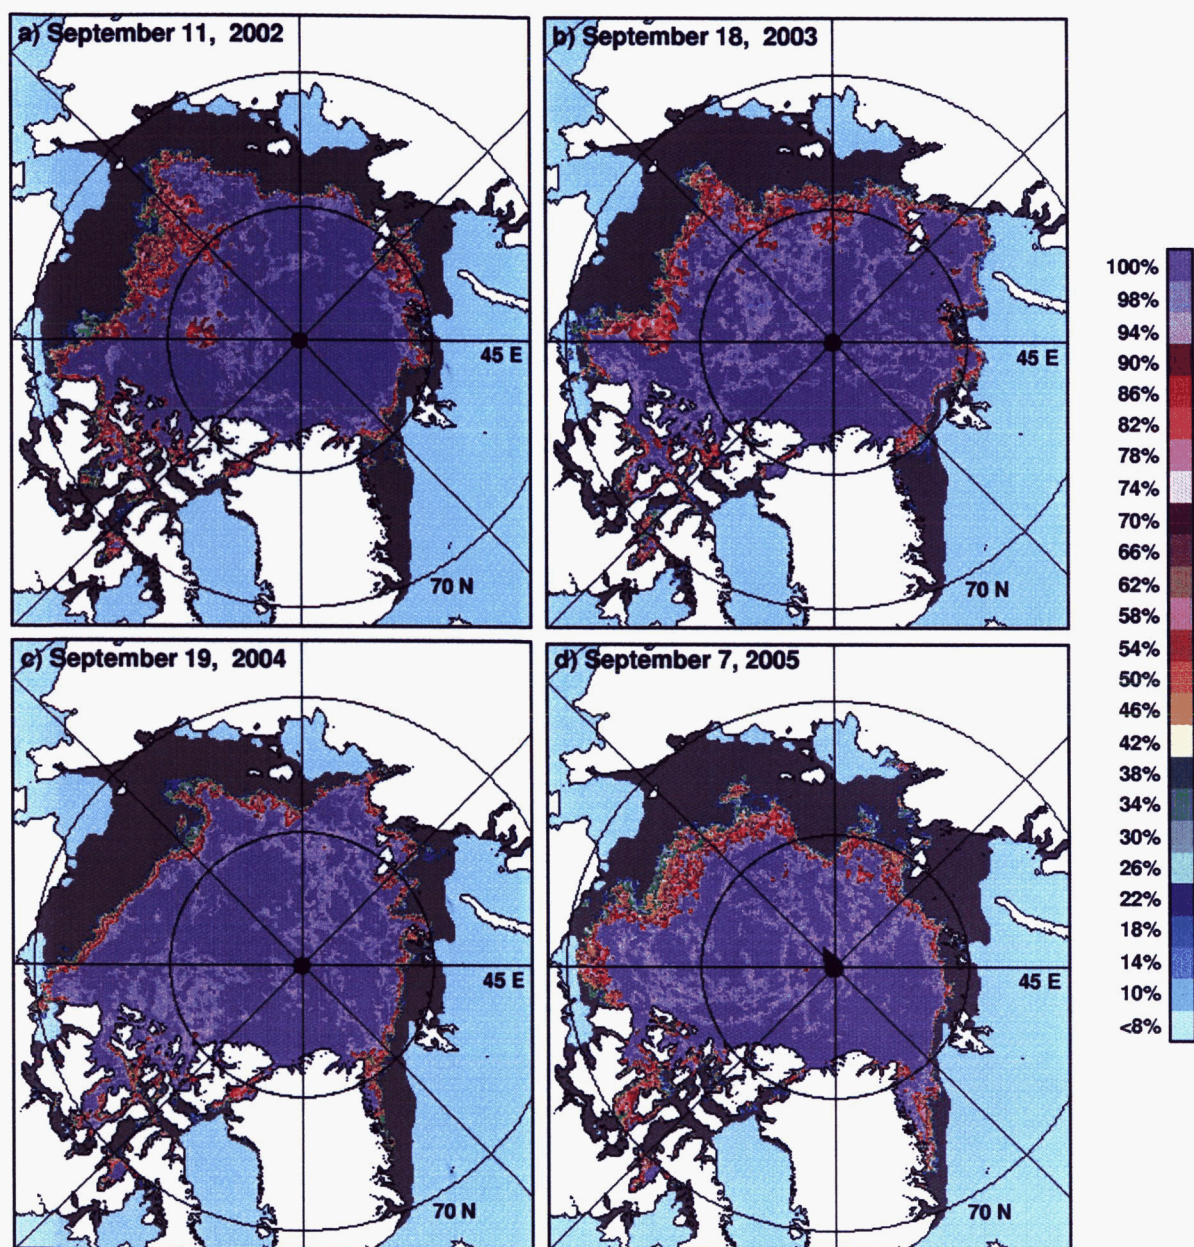 a) September 11, 2002
b) September 18, 2003
45 E
45 E
70 N
70 N
c) September 19, 2004
d) September 7, 2005
45 E
45 E
70 N
70 N
100%
98%
94%
90%
86%
82%
78%
74%
70%
66%
62%
58%
54%
50%
46%
42%
38%
34%
30%
26%
22%
18%
14%
10%
<8%